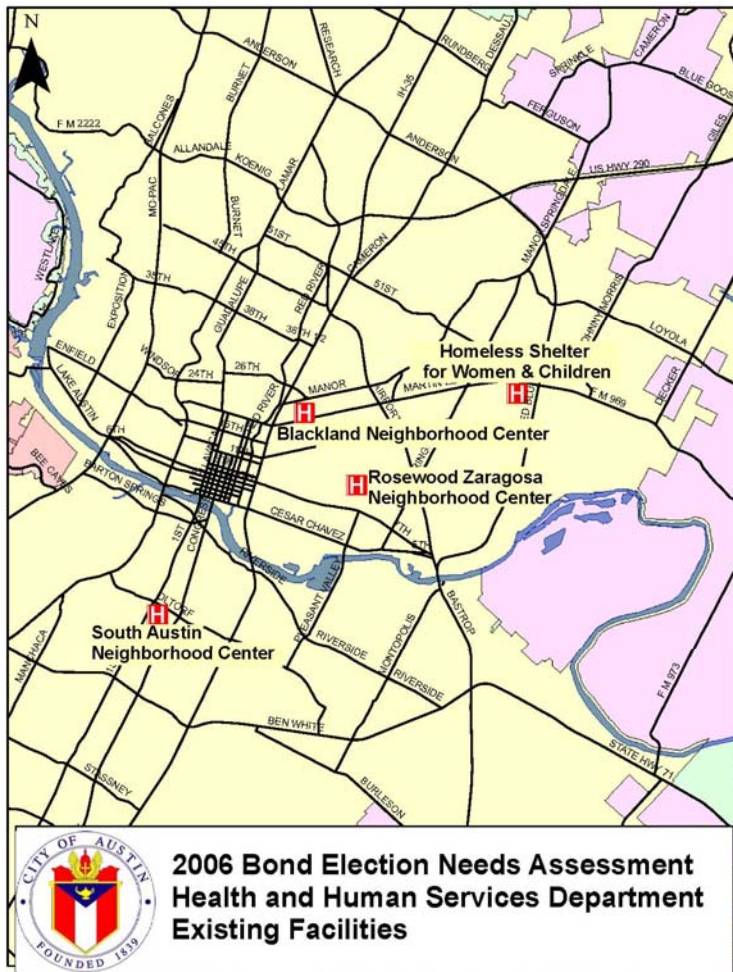 N
ANDERSON
BURNET
RESEARCH
IH-35
RUNDBERG
DESSAU
SPRINKLE
CAMERON
BLUE GOOS
FERGUSON
GILES
F M 2222
BALCONES
ALLANDALE
KOENIG
LAMAR
ANDERSON
US HWY 290
MO-PAC
BURNET
51ST
CAMERON
MANOR
SPRINGDALE
WESTLA
45TH
35TH
EXPOSITION
GUADALUPE
RED RIVER
38TH
38TH 1/2
51ST
JOHNNY MORRIS
LOYOLA
ENFIELD
WINDSOR
24TH
26TH
MANOR
MARTIN
AIRPORT
Homeless Shelter
for Women & Children
F M 969
DECKER
LAKE AUSTIN
6TH
Blackland Neighborhood Center
BEE CAVES
BARTON SPRINGS
Rosewood Zaragosa
Neighborhood Center
1ST
CONGRESS
CESAR CHAVEZ
7TH
RIVERSIDE
PLEASANT VALLEY
BASTROP
OLTORF
MONTOPOLIS
South Austin
Neighborhood Center
RIVERSIDE
RIVERSIDE
MANCHACA
BEN WHITE
F M 973
STATE HWY 71
STASSNEY
BURLESON
CITY OF AUSTIN
FOUNDED 1839
2006 Bond Election Needs Assessment
Health and Human Services Department
Existing Facilities